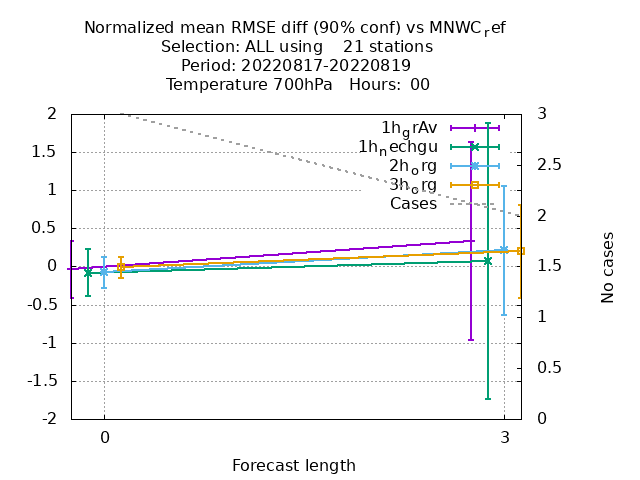 Normalized mean RMSE diff (90% conf) vs MNWC_ref
Selection: ALL using    21 stations
Period: 20220817-20220819
Temperature 700hPa   Hours:  00
2
1.5
1
0.5
0
-0.5
-1
-1.5
-2
3
2.5
2
1.5
1
0.5
0
1h_grAv
1h_nechgu
2h_org
3h_org
Cases
No cases
0
3
Forecast length